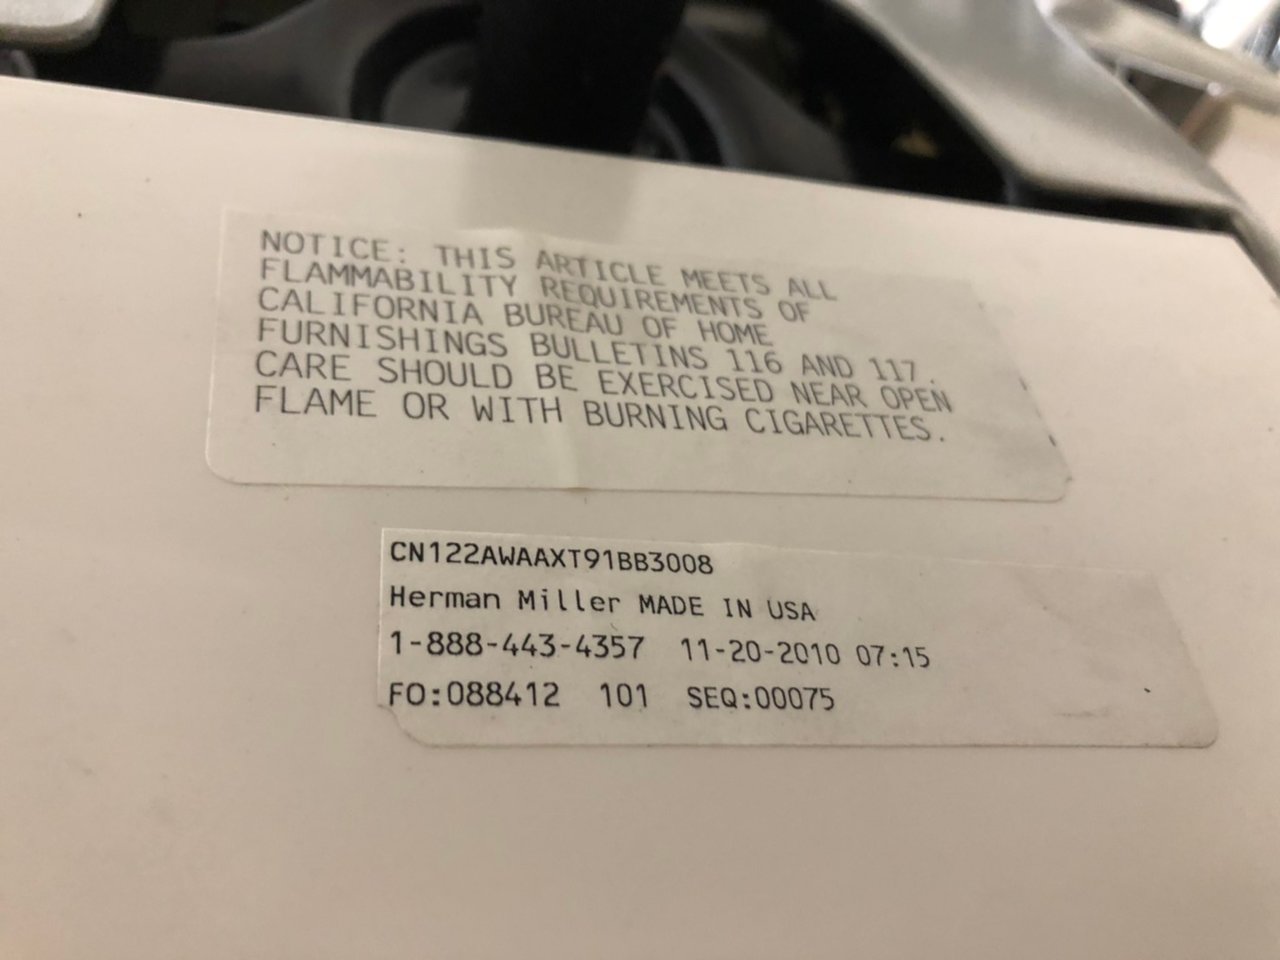 NOTICE: THIS ARTICLE MEETS ALL
FLAMMABILITY REQUIREMENTS OF
CALIFORNIA BUREAU OF HOME
FURNISHINGS BULLETINS 116 AND 117.
CARE SHOULD BE EXERCISED NEAR OPEN
FLAME OR WITH BURNING CIGARETTES.
CN122AWAAXT91BB3008
Herman Miller MADE IN USA
1-888-443-4357 11-20-2010 07:15
FO:088412 101 SEQ:00075